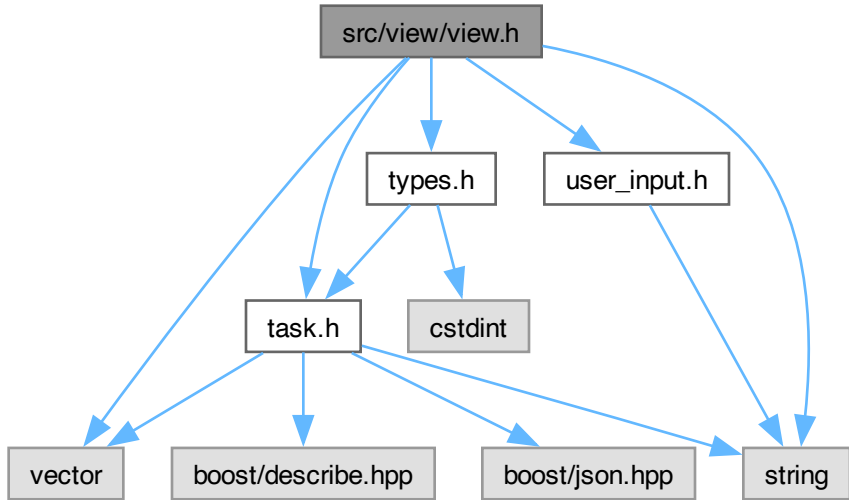 src/view/view.h
types.h
user_input.h
task.h
cstdint
vector
boost/describe.hpp
boost/json.hpp
string